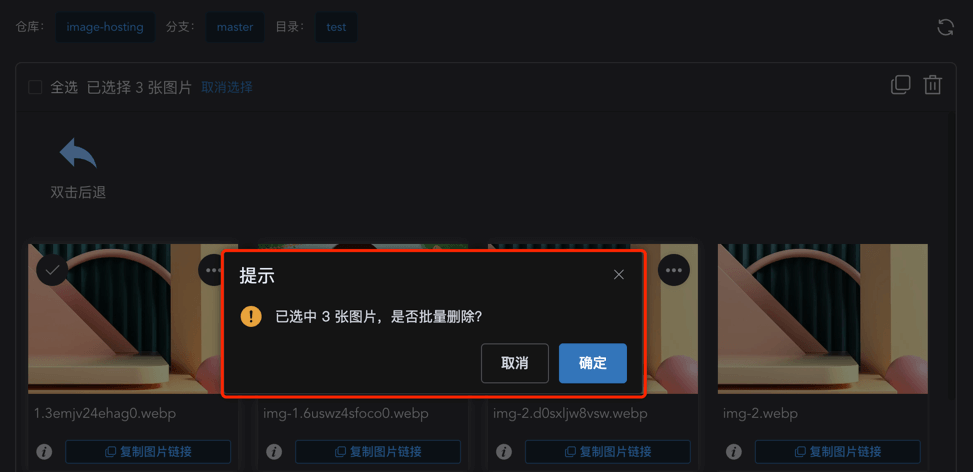 仓库： image-hosting 分支： master 目录： test
全选 已选择 3 张图片 取消选择
双击后退
提示
已选中 3 张图片，是否批量删除?
取消 确定
1.3emjv24ehag0.webp
img-1.6uswz4sfoco0.webp
img-2.d0sxljw8vsw.webp
img-2.webp
复制图片链接
复制图片链接
复制图片链接
复制图片链接